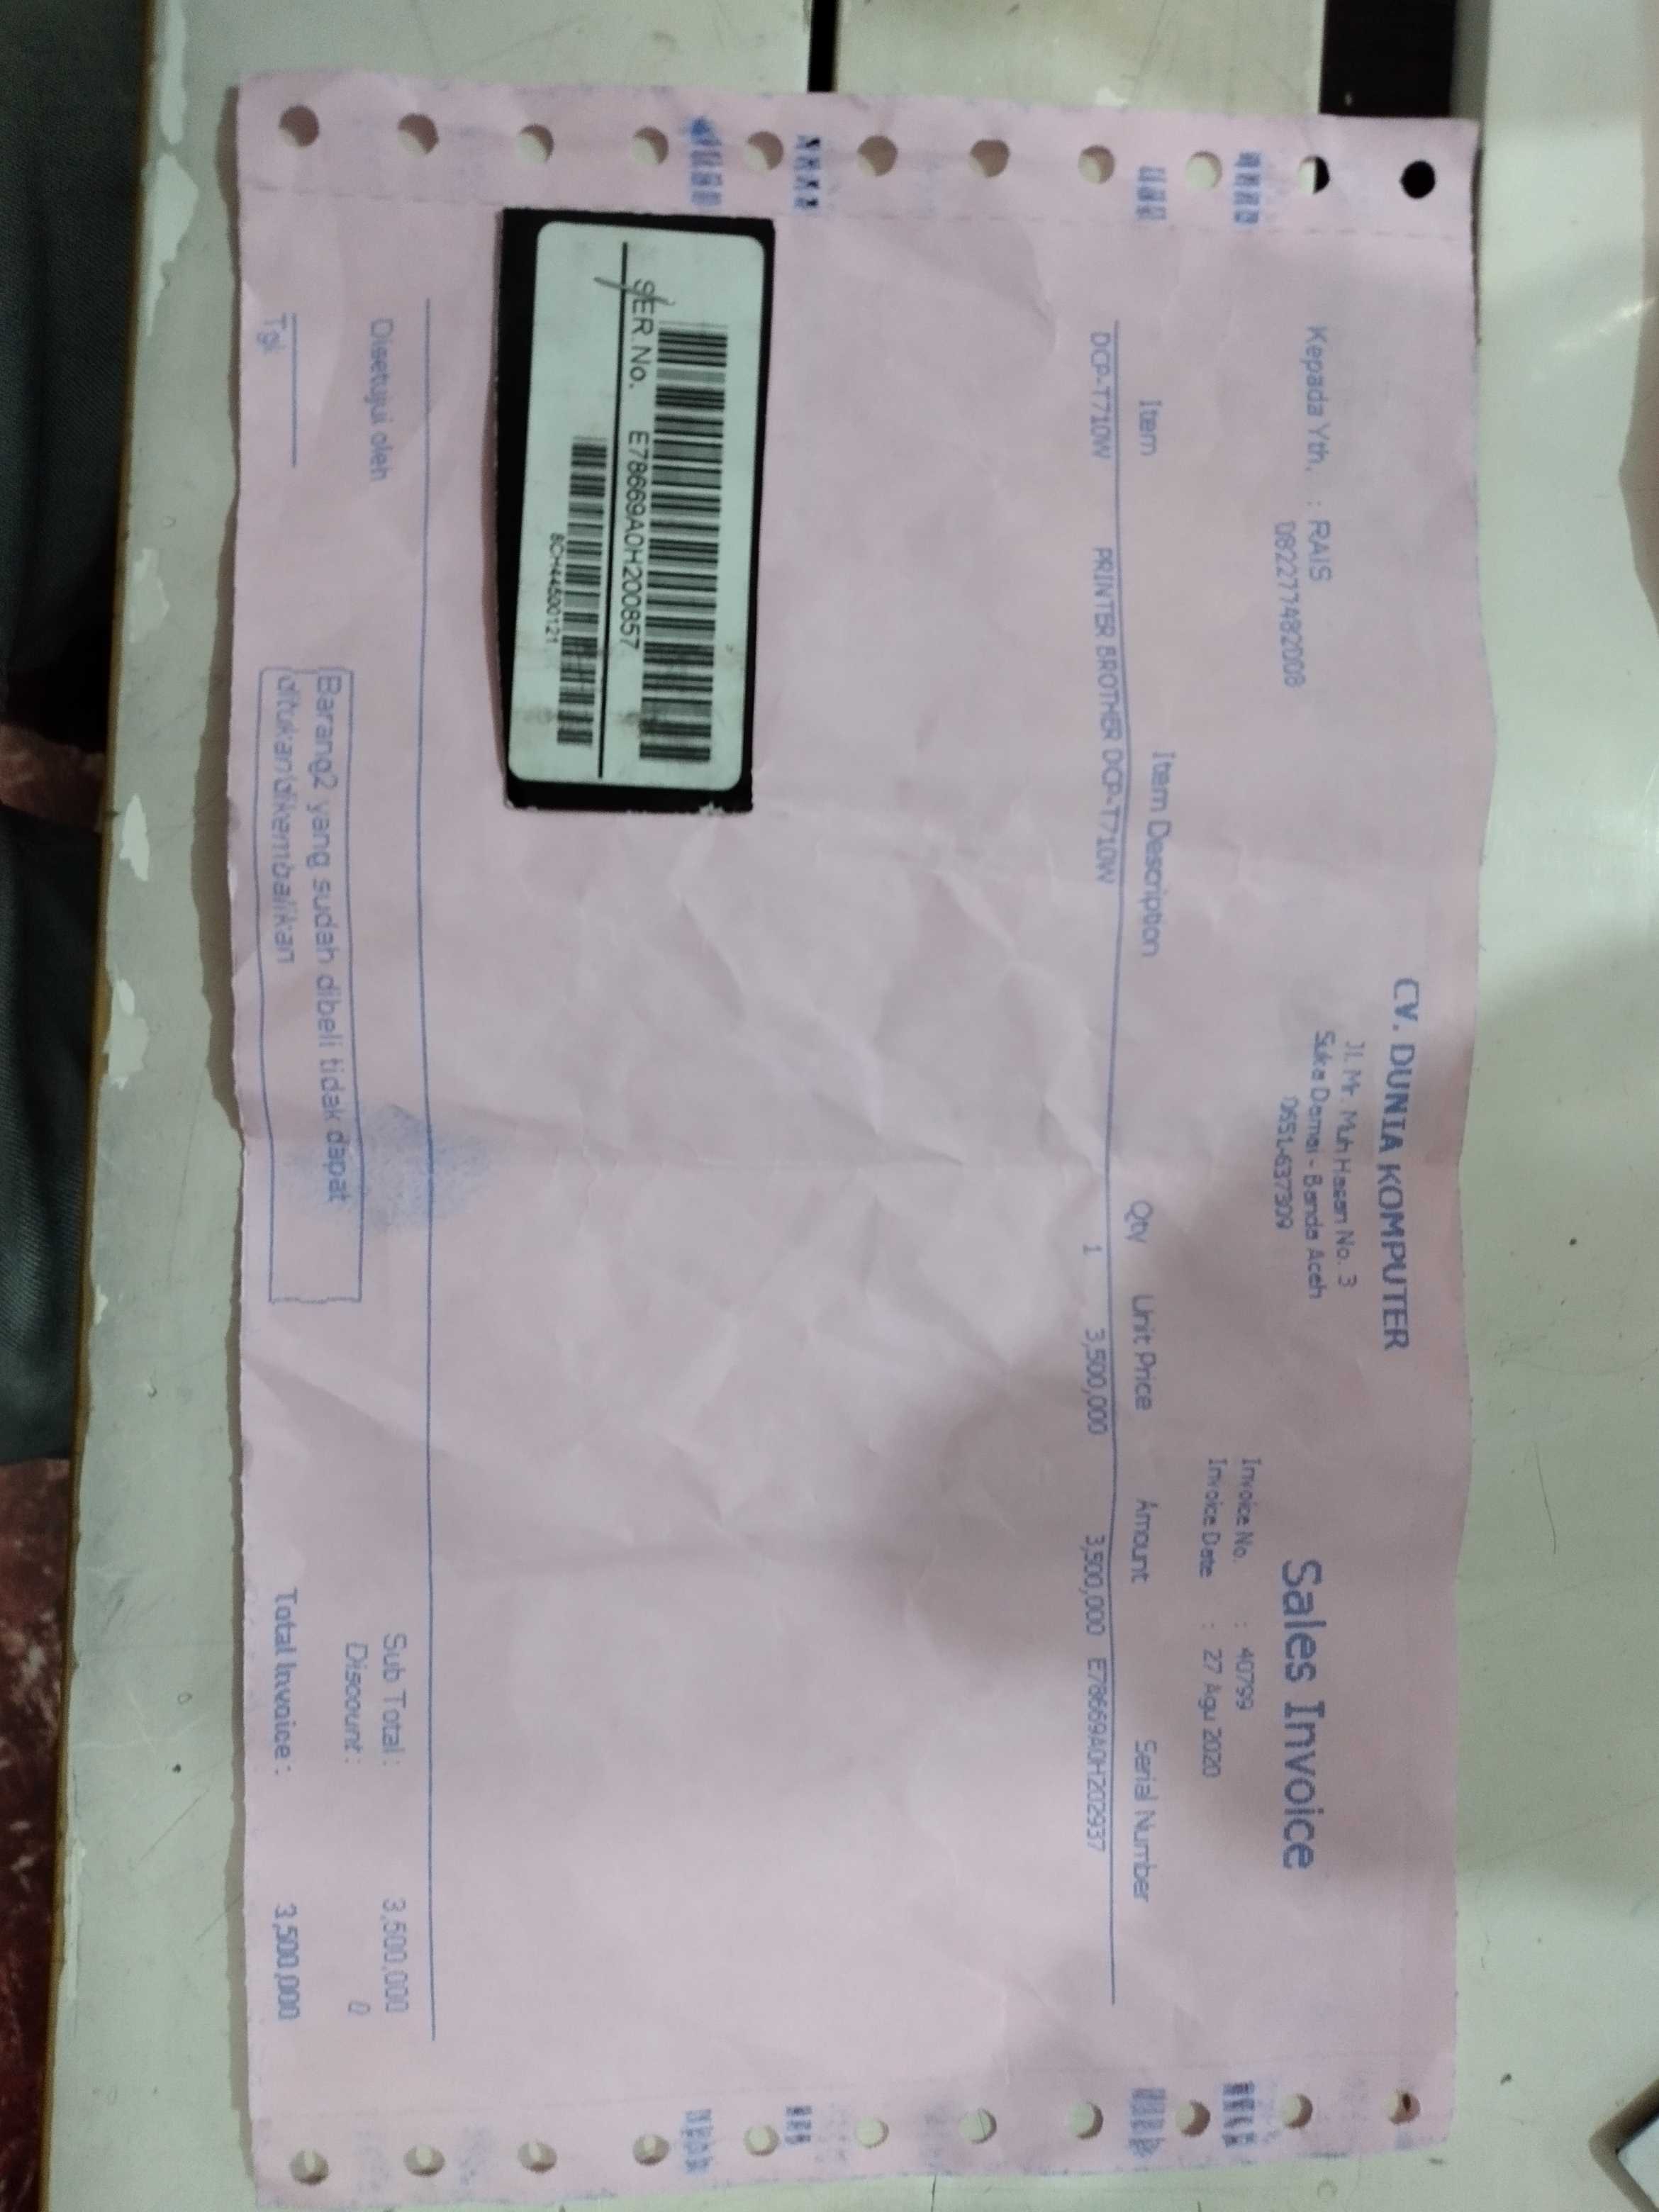 CV. DUNIA KOMPUTER
Jl. Mr. Muh Hasan No. 3
Suka Damai - Banda Aceh
0651-637309
Sales Invoice
Kepada Yth. : RAIS
082277482008
Invoice No. : 40799
Invoice Date : 27 Agu 2020
Item Item Description Qty Unit Price Amount Serial Number
DCP-T710W PRINTER BROTHER DCP-T710W 1 3,500,000 3,500,000 E78669A0H202937
SER.No. E78669A0H200857
8CH44500121
Disetujui oleh
Tgl.
Barang2 yang sudah dibeli tidak dapat
ditukar/dikembalikan
Sub Total : 3,500,000
Discount : 0
Total Invoice : 3,500,000